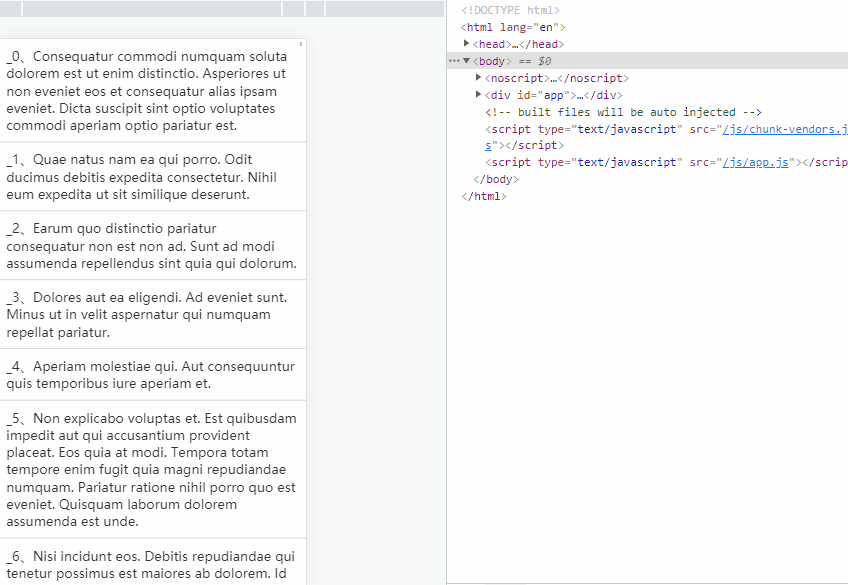 _0、Consequatur commodi numquam soluta
dolorem est ut enim distinctio. Asperiores ut
non eveniet eos et consequatur alias ipsam
eveniet. Dicta suscipit sint optio voluptates
commodi aperiam optio pariatur est.
_1、Quae natus nam ea qui porro. Odit
ducimus debitis expedita consectetur. Nihil
eum expedita ut sit similique deserunt.
_2、Earum quo distinctio pariatur
consequatur non est non ad. Sunt ad modi
assumenda repellendus sint quia qui dolorum.
_3、Dolores aut ea eligendi. Ad eveniet sunt.
Minus ut in velit aspernatur qui numquam
repellat pariatur.
_4、Aperiam molestiae qui. Aut consequuntur
quis temporibus iure aperiam et.
_5、Non explicabo voluptas et. Est quibusdam
impedit aut qui accusantium provident
placeat. Eos quia at modi. Tempora totam
tempore enim fugit quia magni repudiandae
numquam. Pariatur ratione nihil porro quo est
eveniet. Quisquam laborum dolorem
assumenda est unde.
_6、Nisi incidunt eos. Debitis repudiandae qui
tenetur possimus est maiores ab dolorem. Id
<!DOCTYPE html>
<html lang="en">
▶<head>…</head>
…▼<body> == $0
▶<noscript>…</noscript>
▶<div id="app">…</div>
<!-- built files will be auto injected -->
<script type="text/javascript" src="/js/chunk-vendors.j
s"></script>
<script type="text/javascript" src="/js/app.js"></scrip
</body>
</html>